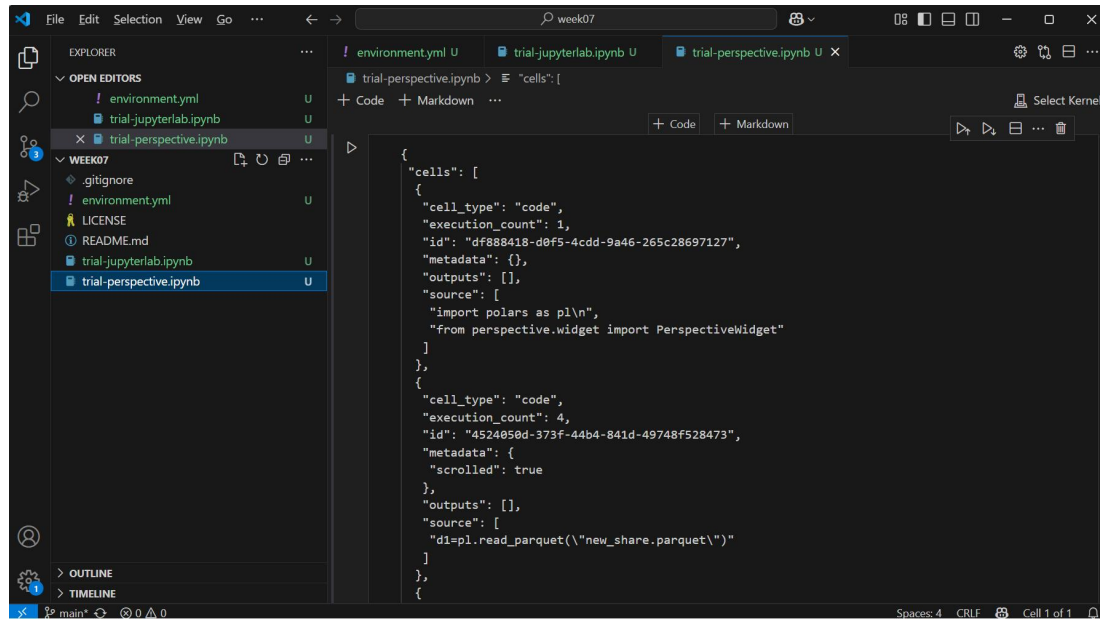 File Edit Selection View Go ··· week07
EXPLORER ···
OPEN EDITORS
! environment.yml U
trial-jupyterlab.ipynb U
trial-perspective.ipynb U
WEEK07 ···
.gitignore
! environment.yml U
LICENSE
README.md
trial-jupyterlab.ipynb U
trial-perspective.ipynb U
OUTLINE
TIMELINE
3
1
! environment.yml U trial-jupyterlab.ipynb U trial-perspective.ipynb U ···
trial-perspective.ipynb > "cells": [
+ Code + Markdown ··· Select Kernel
+ Code + Markdown ···
{
"cells": [
{
"cell_type": "code",
"execution_count": 1,
"id": "df888418-d0f5-4cdd-9a46-265c28697127",
"metadata": {},
"outputs": [],
"source": [
"import polars as pl\n",
"from perspective.widget import PerspectiveWidget"
]
},
{
"cell_type": "code",
"execution_count": 4,
"id": "4524050d-373f-44b4-841d-49748f528473",
"metadata": {
"scrolled": true
},
"outputs": [],
"source": [
"d1=pl.read_parquet(\"new_share.parquet\")"
]
},
{
main* 0 0 Spaces: 4 CRLF Cell 1 of 1